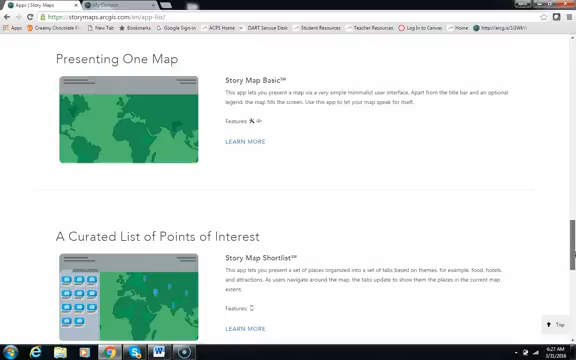 Apps | Story Maps
My Content
https://storymaps.arcgis.com/en/app-list/
Apps Creamy Chocolate F New Tab Bookmarks Google Sign-in ACPS Home DART Service Desk Student Resources Teacher Resources Log In to Canvas Home
Presenting One Map
Story Map Basic℠
This app lets you present a map via a very simple minimalist user interface. Apart from the title bar and an optional
legend, the map fills the screen. Use this app to let your map speak for itself.
Features:
LEARN MORE
A Curated List of Points of Interest
Story Map Shortlist℠
This app lets you present a set of places organized into a set of tabs based on themes, for example, food, hotels,
and attractions. As users navigate around the map, the tabs update to show them the places in the current map
extent.
Features:
LEARN MORE
Top
6:27 AM
3/31/2016